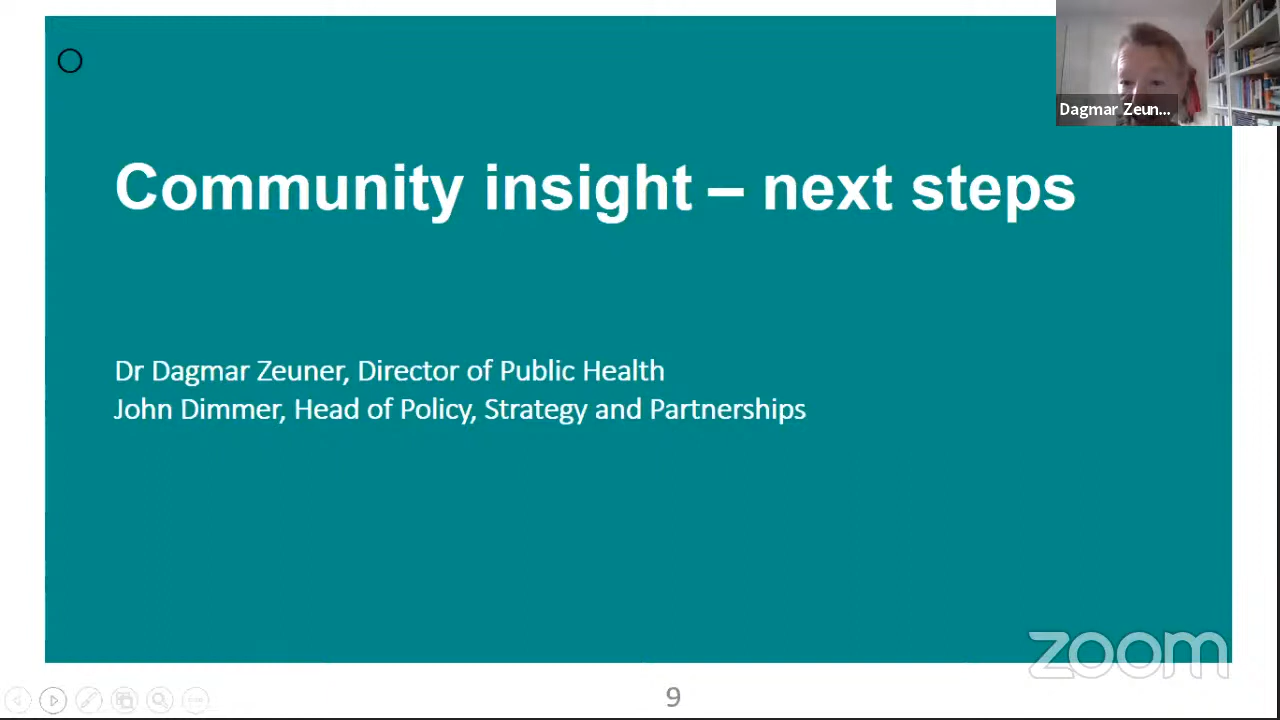 Dagmar Zeun...
Community insight – next steps
Dr Dagmar Zeuner, Director of Public Health
John Dimmer, Head of Policy, Strategy and Partnerships
zoom
9